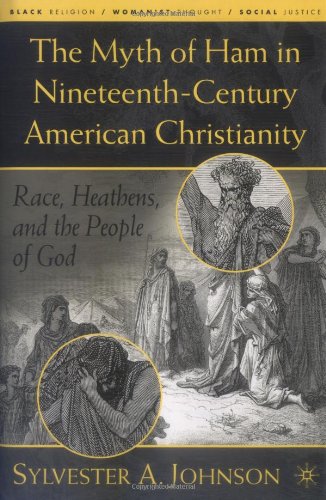 BLACK RELIGION / WOMANIST THOUGHT / SOCIAL JUSTICE
The Myth of Ham in
Nineteenth-Century
American Christianity
Race, Heathens,
and the People
of God
SYLVESTER A. JOHNSON